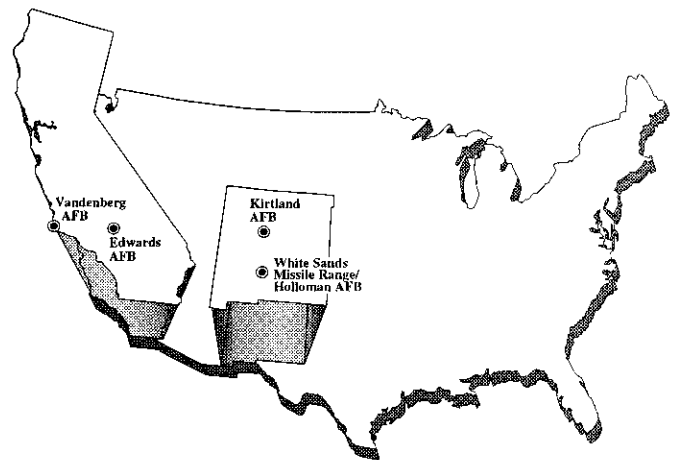 Vandenberg
AFB
Edwards
AFB
Kirtland
AFB
White Sands
Missile Range/
Holloman AFB